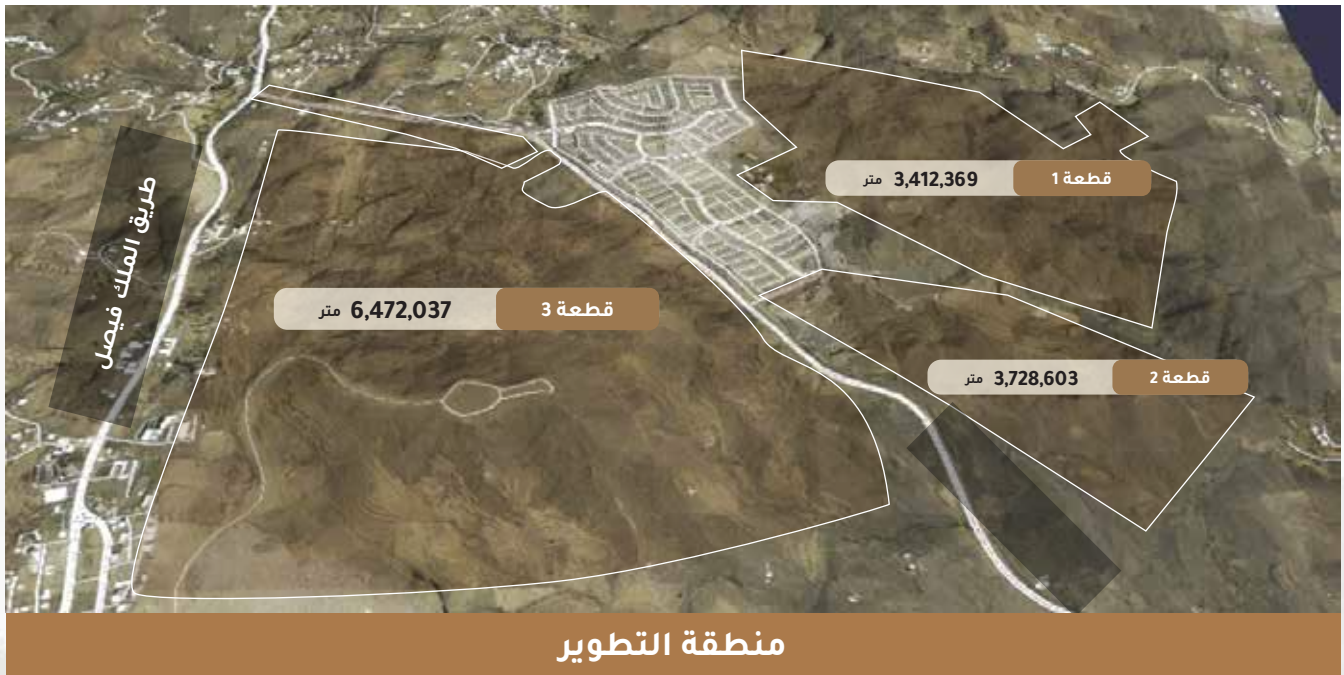 قطعة 1 3,412,369 متر
طريق الملك فيصل
قطعة 3 6,472,037 متر
قطعة 2 3,728,603 متر
منطقة التطوير